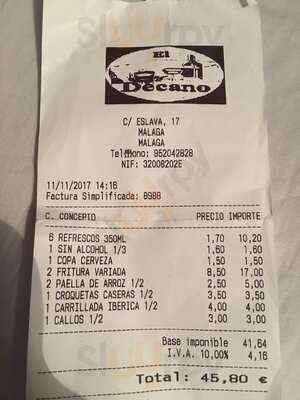 El
Decano
C/ ESLAVA, 17
MALAGA
MALAGA
Teléfono: 952042828
NIF: 32008202E
11/11/2017 14:16
Factura Simplificada: 8988
C. CONCEPTO PRECIO IMPORTE
6 REFRESCOS 350ML 1,70 10,20
1 SIN ALCOHOL 1/3 1,60 1,60
1 COPA CERVEZA 1,50 1,50
2 FRITURA VARIADA 8,50 17,00
2 PAELLA DE ARROZ 1/2 2,50 5,00
1 CROQUETAS CASERAS 1/2 3,50 3,50
1 CARRILLADA IBERICA 1/2 4,00 4,00
1 CALLOS 1/2 3,00 3,00
Base imponible 41,64
I.V.A. 10,00% 4,16
Total: 45,80 €